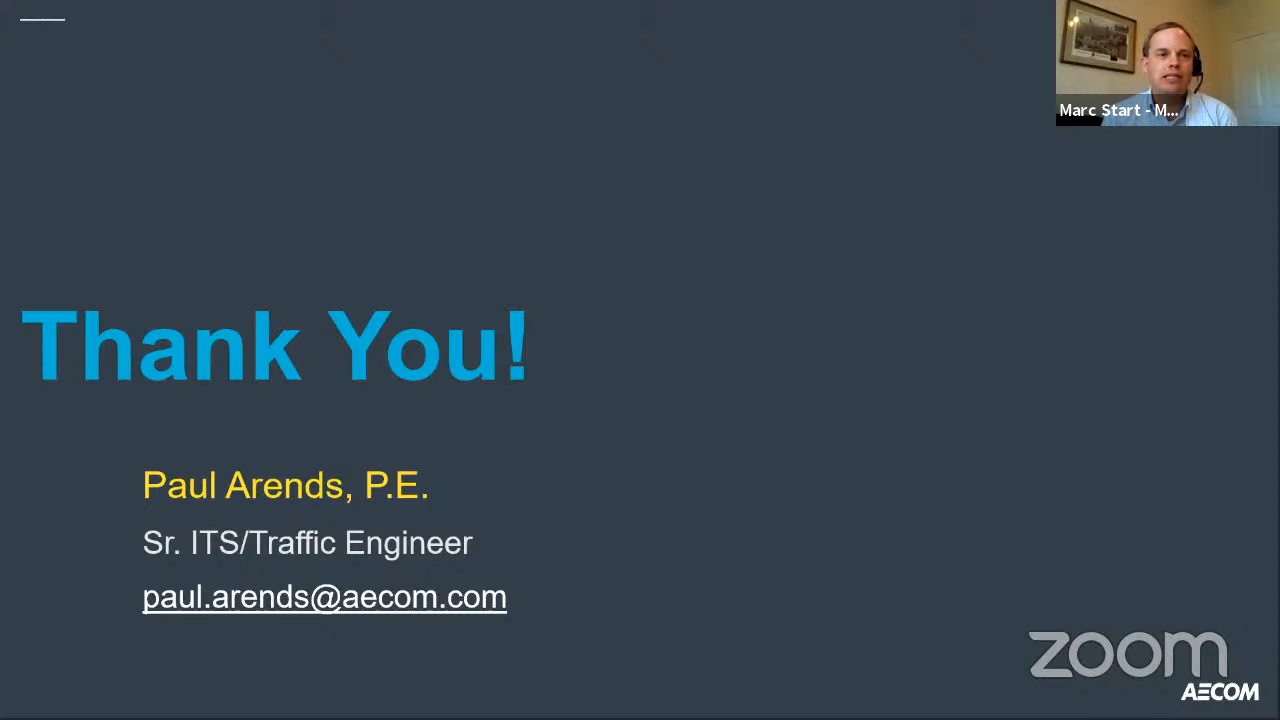 Marc Start - M...
Thank You!
Paul Arends, P.E.
Sr. ITS/Traffic Engineer
paul.arends@aecom.com
zoom
AECOM